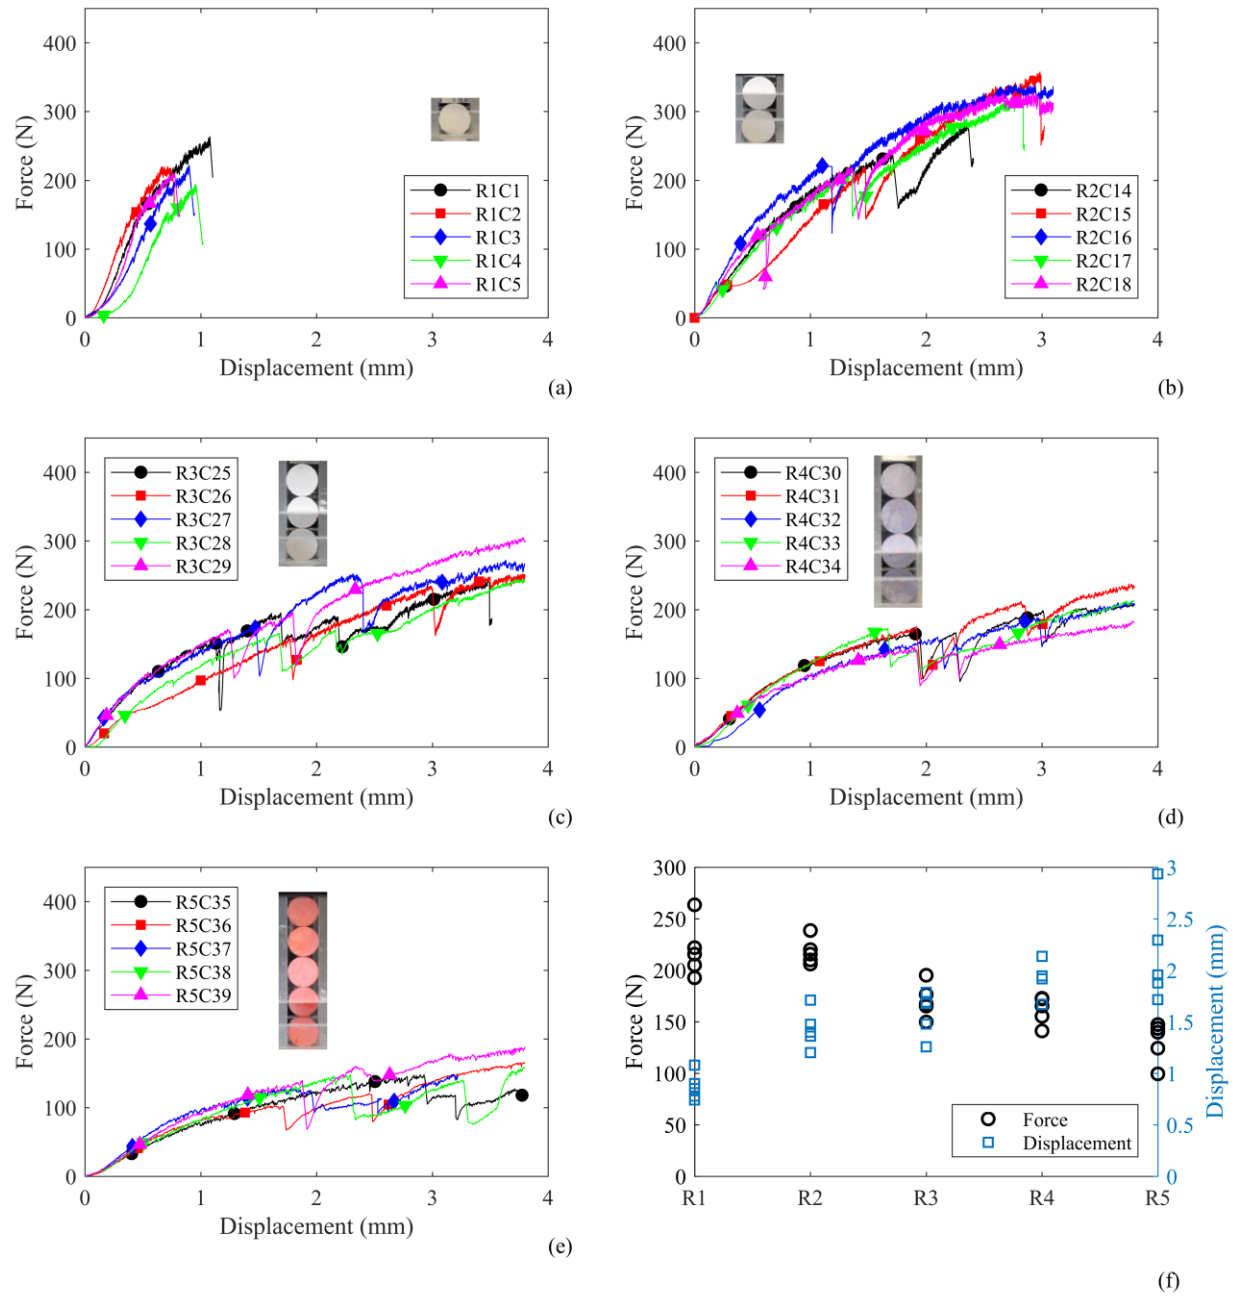 400
300
200
100
0
Force (N)
R1C1
R1C2
R1C3
R1C4
R1C5
0 1 2 3 4
Displacement (mm)
(a)
400
300
200
100
0
Force (N)
R2C14
R2C15
R2C16
R2C17
R2C18
0 1 2 3 4
Displacement (mm)
(b)
400
300
200
100
0
Force (N)
R3C25
R3C26
R3C27
R3C28
R3C29
0 1 2 3 4
Displacement (mm)
(c)
400
300
200
100
0
Force (N)
R4C30
R4C31
R4C32
R4C33
R4C34
0 1 2 3 4
Displacement (mm)
(d)
400
300
200
100
0
Force (N)
R5C35
R5C36
R5C37
R5C38
R5C39
0 1 2 3 4
Displacement (mm)
(e)
300
250
200
150
100
50
0
Force (N)
Force
Displacement
R1 R2 R3 R4 R5
3
2.5
2
1.5
1
0.5
0
Displacement (mm)
(f)